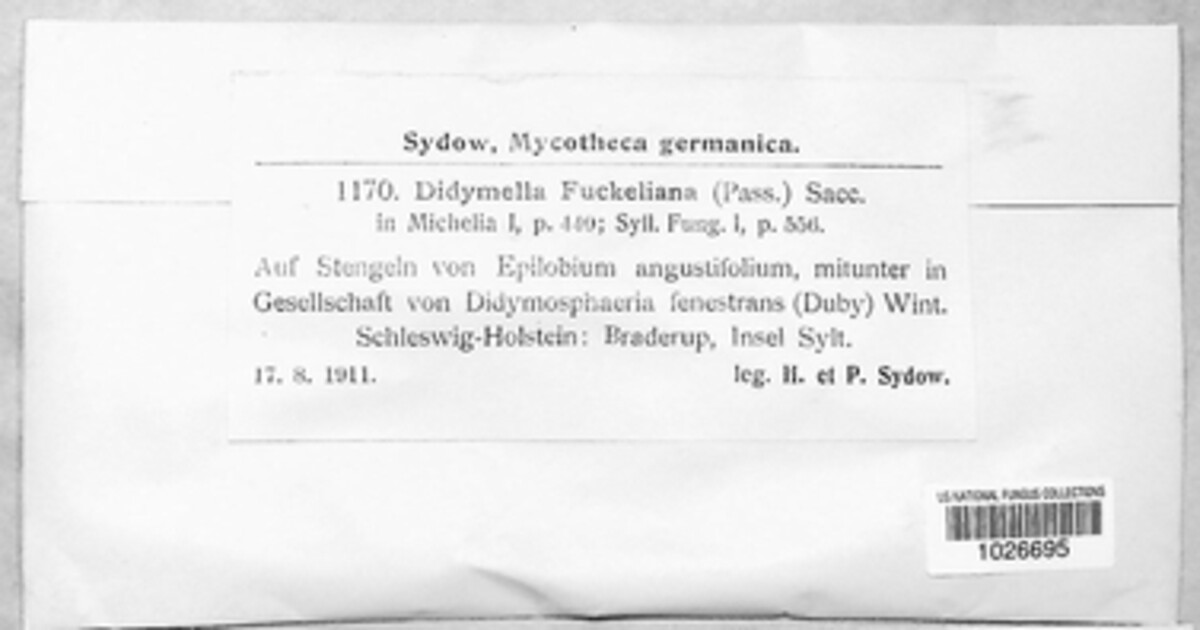 Sydow, Mycotheca germanica.
1170. Didymella Fuckeliana (Pass.) Sacc.
in Michelia I, p. 440; Syll. Fung. I, p. 556.
Auf Stengeln von Epilobium angustifolium, mitunter in
Gesellschaft von Didymosphaeria fenestrans (Duby) Wint.
Schleswig-Holstein: Braderup, Insel Sylt.
17. 8. 1911.
leg. H. et P. Sydow.
US NATIONAL FUNGUS COLLECTIONS
1026695